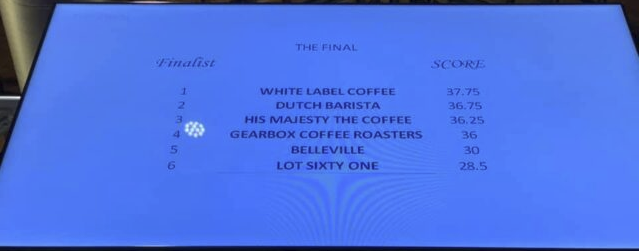 THE FINAL
Finalist SCORE
1 WHITE LABEL COFFEE 37.75
2 DUTCH BARISTA 36.75
3 HIS MAJESTY THE COFFEE 36.25
4 GEARBOX COFFEE ROASTERS 36
5 BELLEVILLE 30
6 LOT SIXTY ONE 28.5